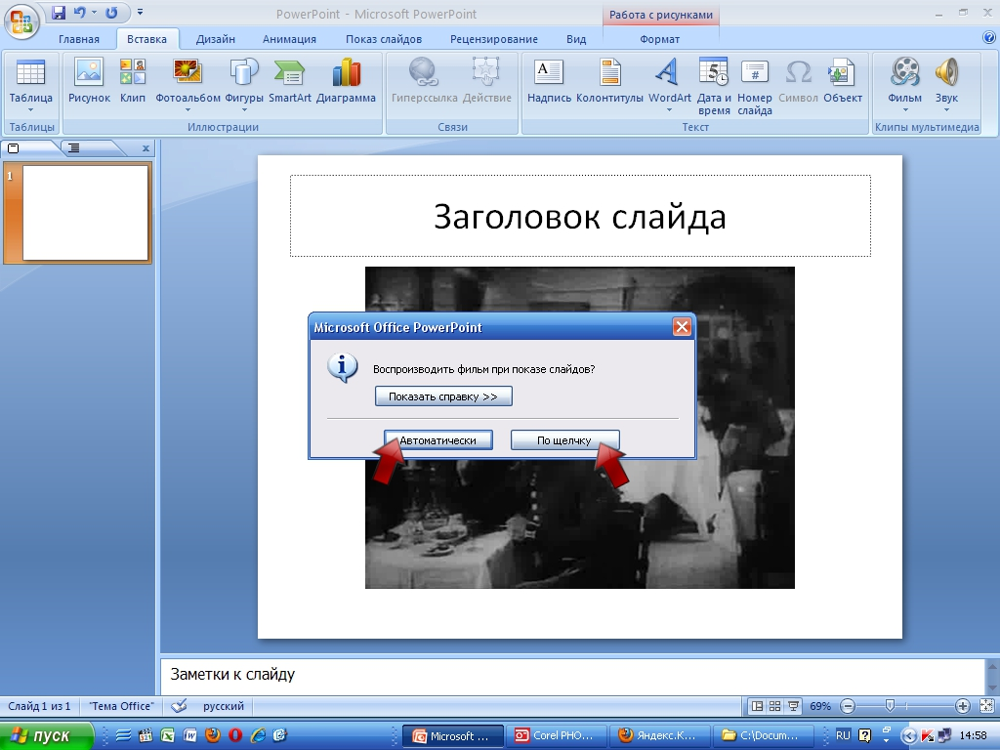 PowerPoint - Microsoft PowerPoint
Работа с рисунками
Главная Вставка Дизайн Анимация Показ слайдов Рецензирование Вид Формат
Таблица Рисунок Клип Фотоальбом Фигуры SmartArt Диаграмма Гиперссылка Действие Надпись Колонтитулы WordArt Дата и время Номер слайда Символ Объект Фильм Звук
Таблицы Иллюстрации Связи Текст Клипы мультимедиа
1
Заголовок слайда
Microsoft Office PowerPoint
Воспроизводить фильм при показе слайдов?
Показать справку >>
Автоматически По щелчку
Заметки к слайду
Слайд 1 из 1 "Тема Office" русский 69%
пуск Microsoft ... Corel PHO... Яндекс.К... C:\Docum... RU 14:58